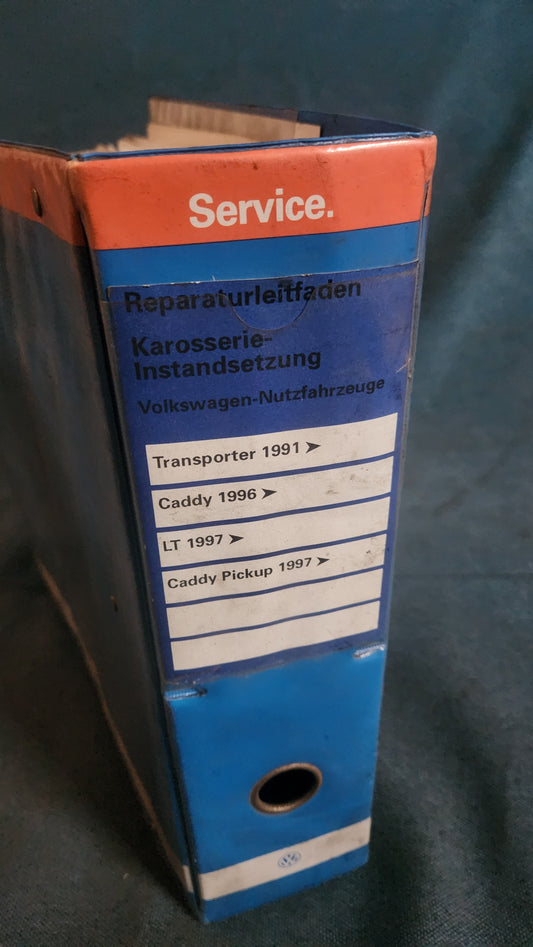 Service.
Reparaturleitfaden
Karosserie-
Instandsetzung
Volkswagen-Nutzfahrzeuge
Transporter 1991 ➤
Caddy 1996 ➤
LT 1997 ➤
Caddy Pickup 1997 ➤